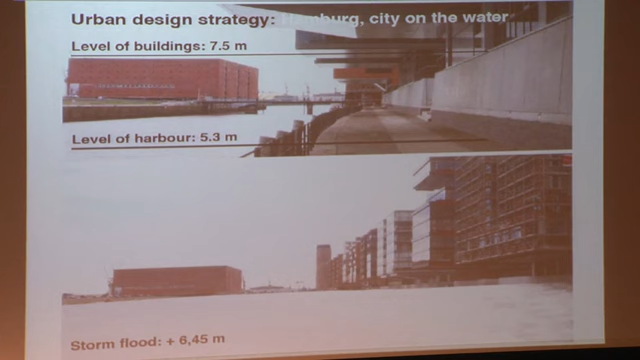 Urban design strategy: Hamburg, city on the water
Level of buildings: 7.5 m
Level of harbour: 5.3 m
Storm flood: + 6,45 m